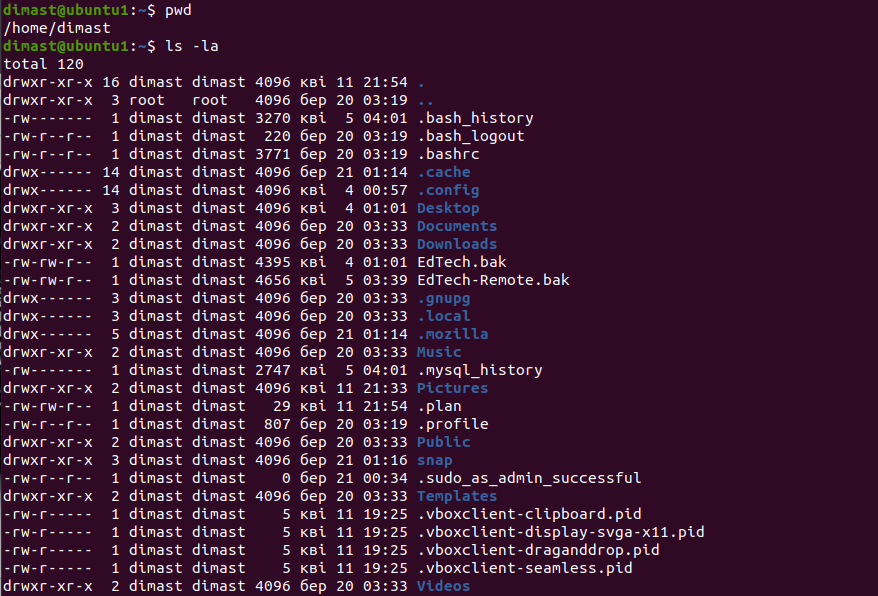 dimast@ubuntu1:~$ pwd
/home/dimast
dimast@ubuntu1:~$ ls -la
total 120
drwxr-xr-x 16 dimast dimast 4096 кві 11 21:54 .
drwxr-xr-x  3 root   root   4096 бер 20 03:19 ..
-rw-------  1 dimast dimast 3270 кві  5 04:01 .bash_history
-rw-r--r--  1 dimast dimast  220 бер 20 03:19 .bash_logout
-rw-r--r--  1 dimast dimast 3771 бер 20 03:19 .bashrc
drwx------ 14 dimast dimast 4096 бер 21 01:14 .cache
drwx------ 14 dimast dimast 4096 кві  4 00:57 .config
drwxr-xr-x  3 dimast dimast 4096 кві  4 01:01 Desktop
drwxr-xr-x  2 dimast dimast 4096 бер 20 03:33 Documents
drwxr-xr-x  2 dimast dimast 4096 бер 20 03:33 Downloads
-rw-rw-r--  1 dimast dimast 4395 кві  4 01:01 EdTech.bak
-rw-rw-r--  1 dimast dimast 4656 кві  5 03:39 EdTech-Remote.bak
drwx------  3 dimast dimast 4096 бер 20 03:33 .gnupg
drwx------  3 dimast dimast 4096 бер 20 03:33 .local
drwx------  5 dimast dimast 4096 бер 21 01:14 .mozilla
drwxr-xr-x  2 dimast dimast 4096 бер 20 03:33 Music
-rw-------  1 dimast dimast 2747 кві  5 04:01 .mysql_history
drwxr-xr-x  2 dimast dimast 4096 кві 11 21:33 Pictures
-rw-rw-r--  1 dimast dimast   29 кві 11 21:54 .plan
-rw-r--r--  1 dimast dimast  807 бер 20 03:19 .profile
drwxr-xr-x  2 dimast dimast 4096 бер 20 03:33 Public
drwxr-xr-x  3 dimast dimast 4096 бер 21 01:16 snap
-rw-r--r--  1 dimast dimast    0 бер 21 00:34 .sudo_as_admin_successful
drwxr-xr-x  2 dimast dimast 4096 бер 20 03:33 Templates
-rw-r-----  1 dimast dimast    5 кві 11 19:25 .vboxclient-clipboard.pid
-rw-r-----  1 dimast dimast    5 кві 11 19:25 .vboxclient-display-svga-x11.pid
-rw-r-----  1 dimast dimast    5 кві 11 19:25 .vboxclient-draganddrop.pid
-rw-r-----  1 dimast dimast    5 кві 11 19:25 .vboxclient-seamless.pid
drwxr-xr-x  2 dimast dimast 4096 бер 20 03:33 Videos